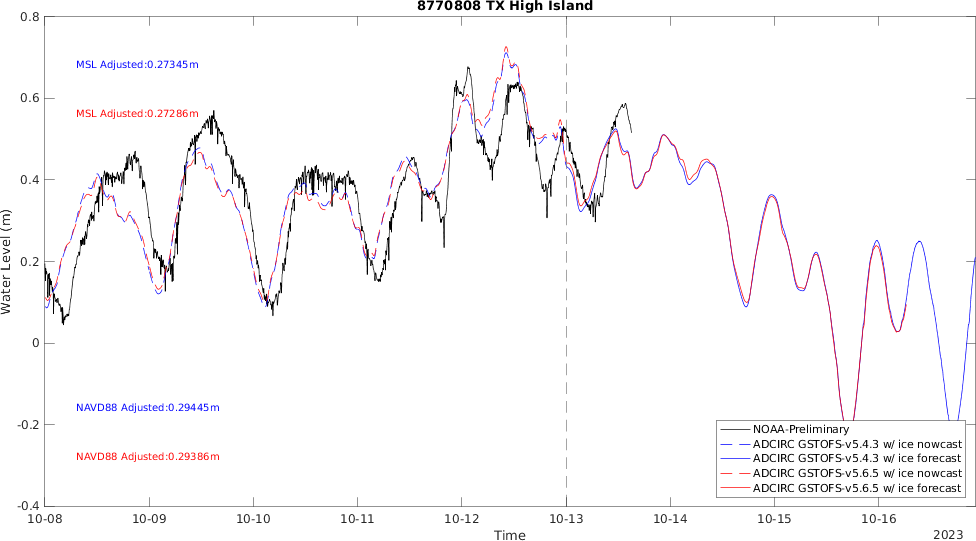 8770808 TX High Island
0.8
0.6
0.4
0.2
0
-0.2
-0.4
Water Level (m)
MSL Adjusted:0.27345m
MSL Adjusted:0.27286m
NAVD88 Adjusted:0.29445m
NAVD88 Adjusted:0.29386m
NOAA-Preliminary
ADCIRC GSTOFS-v5.4.3 w/ ice nowcast
ADCIRC GSTOFS-v5.4.3 w/ ice forecast
ADCIRC GSTOFS-v5.6.5 w/ ice nowcast
ADCIRC GSTOFS-v5.6.5 w/ ice forecast
10-08 10-09 10-10 10-11 10-12 10-13 10-14 10-15 10-16
Time
2023